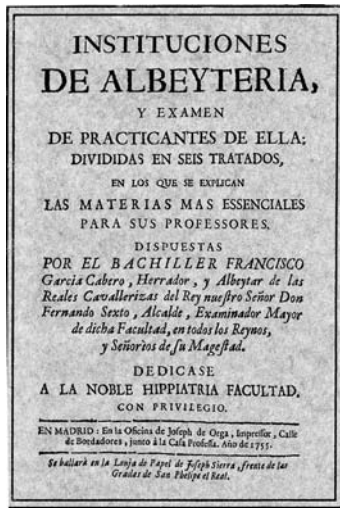 INSTITUCIONES
DE ALBEYTERIA,
Y EXAMEN
DE PRACTICANTES DE ELLA:
DIVIDIDAS EN SEIS TRATADOS,
EN LOS QUE SE EXPLICAN
LAS MATERIAS MAS ESSENCIALES
PARA SUS PROFESSORES.
DISPUESTAS
POR EL BACHILLER FRANCISCO
Garcia Cabero, Herrador, y Albeytar de las
Reales Cavallerizas del Rey nueſtro Señor Don
Fernando Sexto, Alcalde, Examinador Mayor
de dicha Facultad, en todos los Reynos,
y Señorios de ſu Mageſtad.
DEDICASE
A LA NOBLE HIPPIATRIA FACULTAD.
CON PRIVILEGIO.
EN MADRID: En la Oficina de Joseph de Orga, Impreſſor, Calle
de Bordadores, junto à la Caſa Profeſſa. Año de 1755.
Se hallarà en la Lonja de Papel de Joſeph Sierra, frente de las
Gradas de San Phelipe el Real.